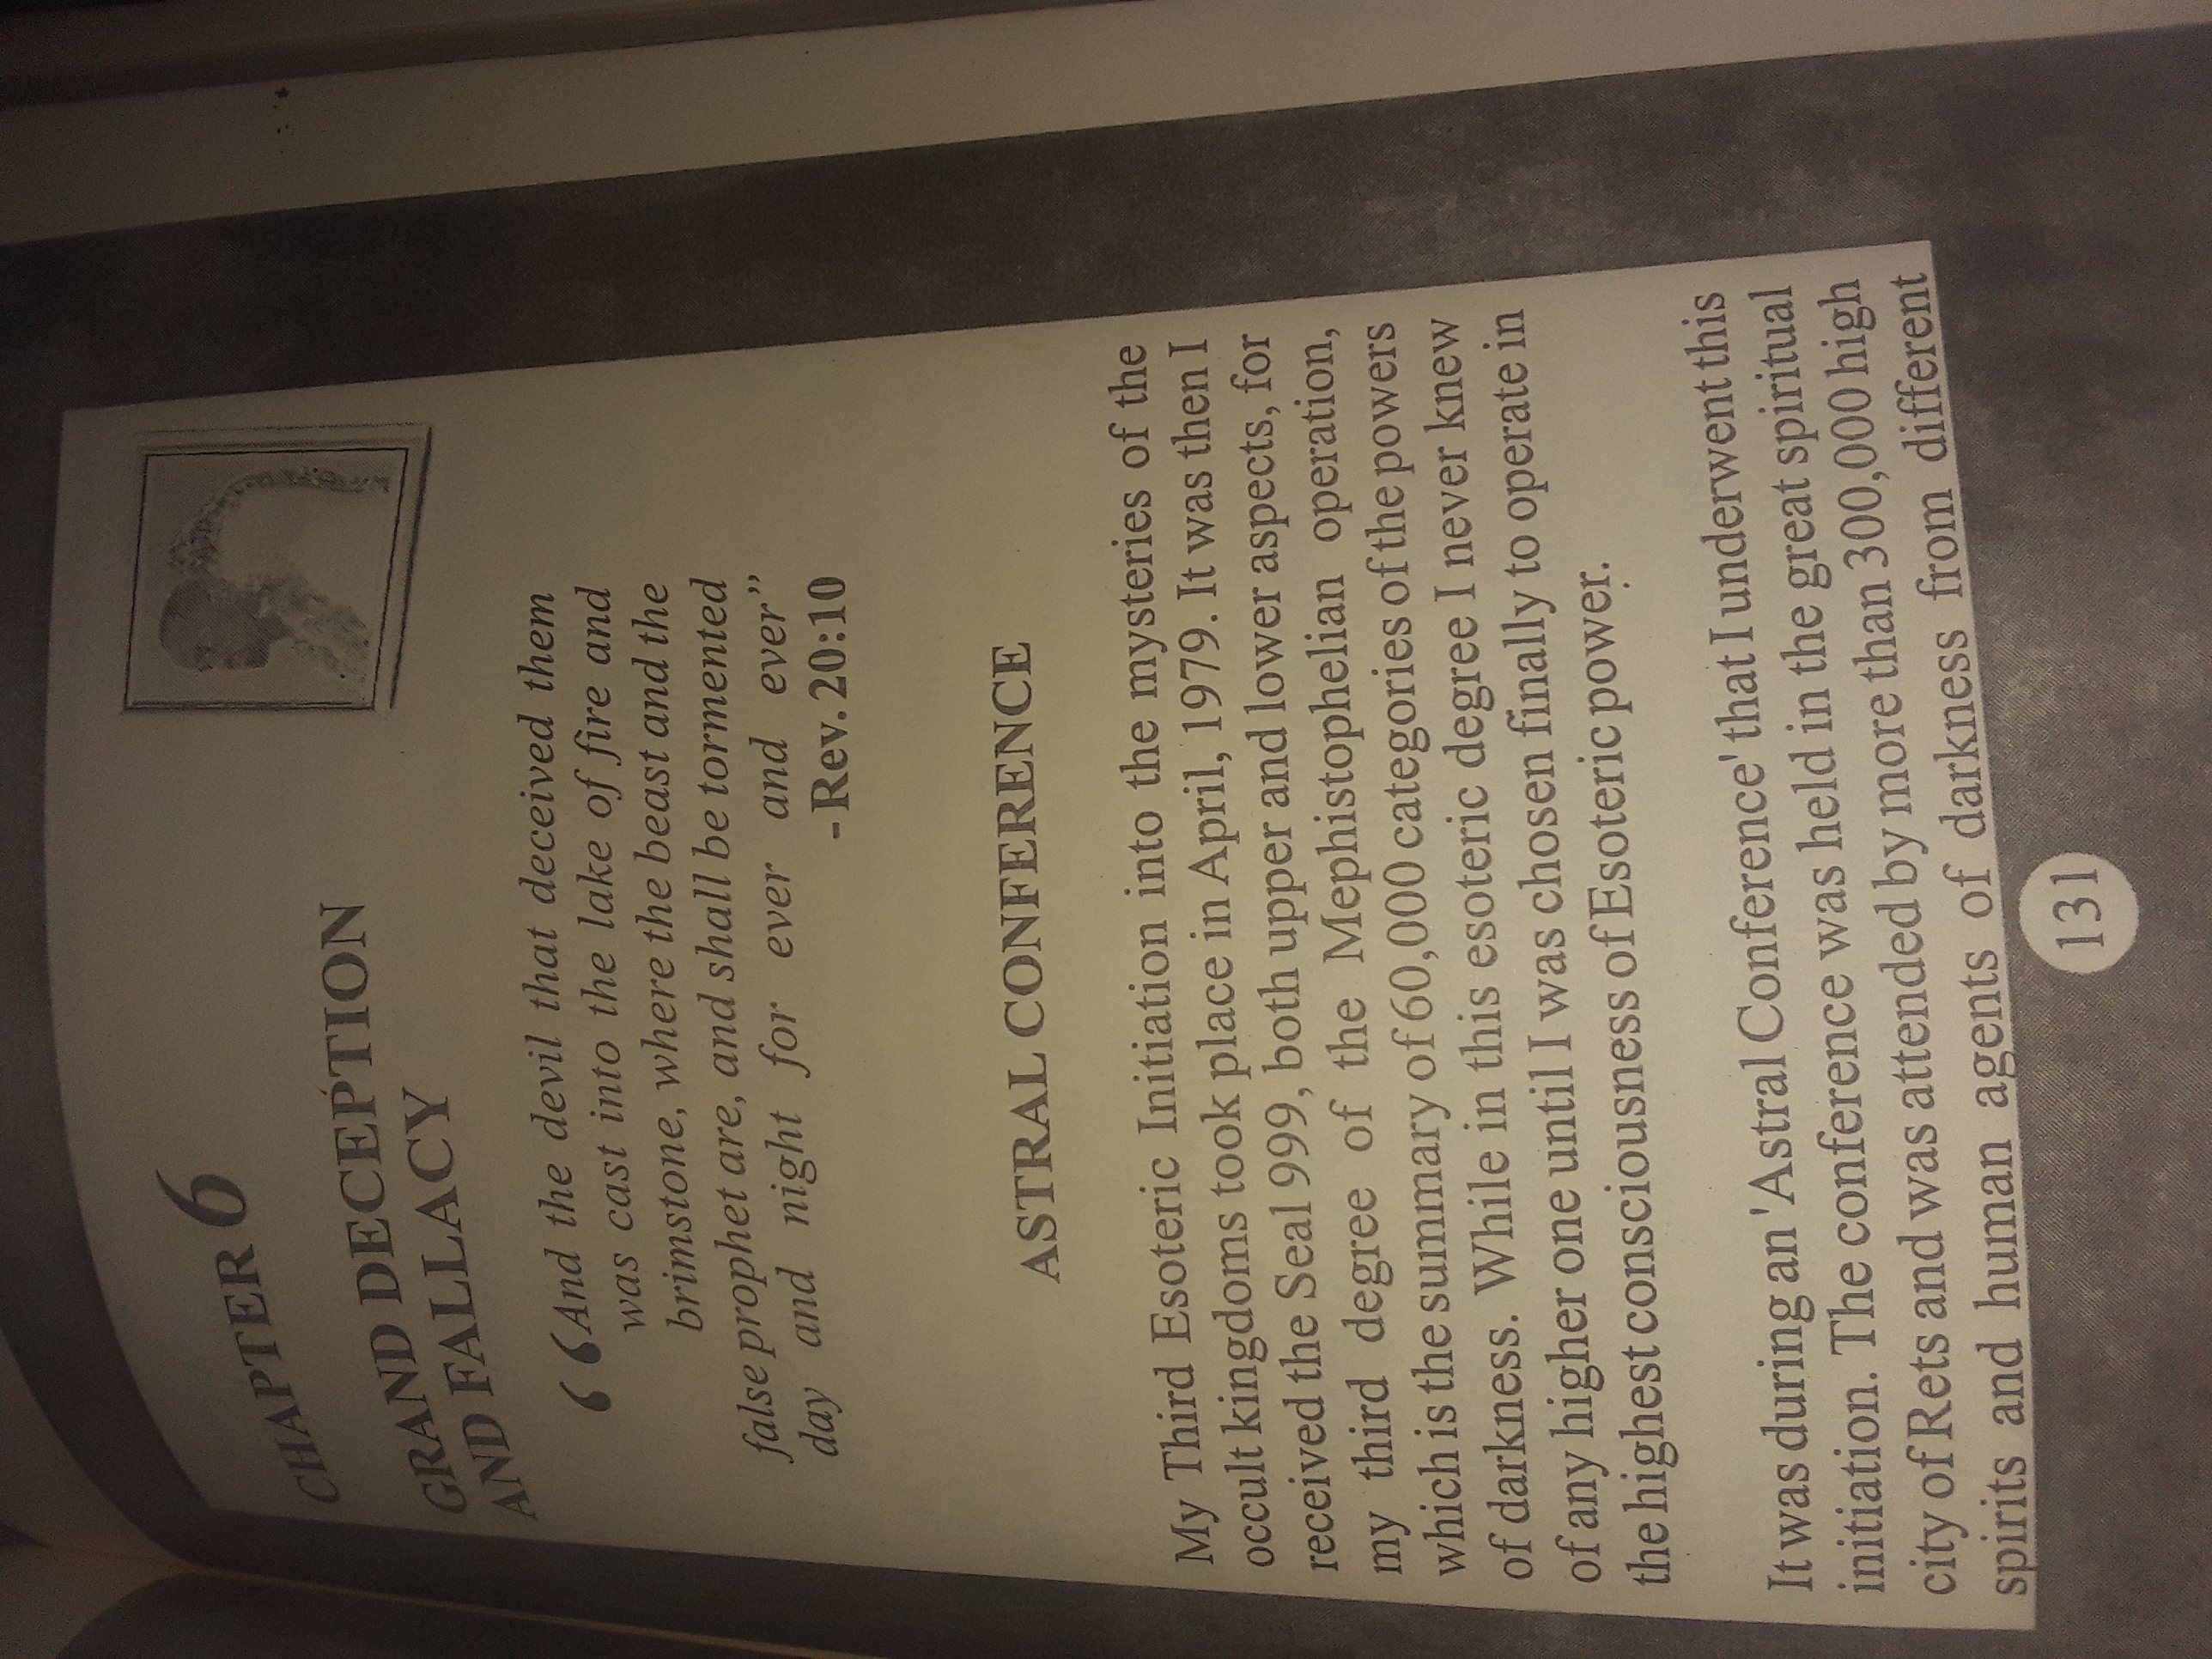 CHAPTER 6
GRAND DECEPTION
AND FALLACY
“And the devil that deceived them
was cast into the lake of fire and
brimstone, where the beast and the
false prophet are, and shall be tormented
day and night for ever and ever”
- Rev. 20:10
ASTRAL CONFERENCE
My Third Esoteric Initiation into the mysteries of the
occult kingdoms took place in April, 1979. It was then I
received the Seal 999, both upper and lower aspects, for
my third degree of the Mephistophelian operation,
which is the summary of 60,000 categories of the powers
of darkness. While in this esoteric degree I never knew
of any higher one until I was chosen finally to operate in
the highest consciousness of Esoteric power.
It was during an 'Astral Conference' that I underwent this
initiation. The conference was held in the great spiritual
city of Rets and was attended by more than 300,000 high
spirits and human agents of darkness from different
131